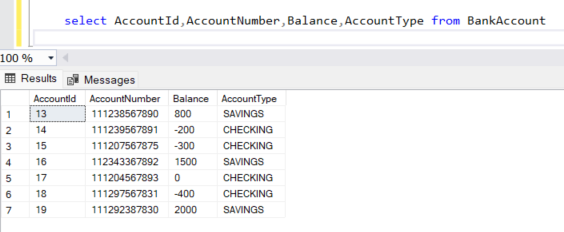 select AccountId,AccountNumber,Balance,AccountType from BankAccount
100 %
Results Messages
AccountId AccountNumber Balance AccountType
1 13 111238567890 800 SAVINGS
2 14 111239567891 -200 CHECKING
3 15 111207567875 -300 CHECKING
4 16 112343367892 1500 SAVINGS
5 17 111204567893 0 CHECKING
6 18 111297567831 -400 CHECKING
7 19 111292387830 2000 SAVINGS